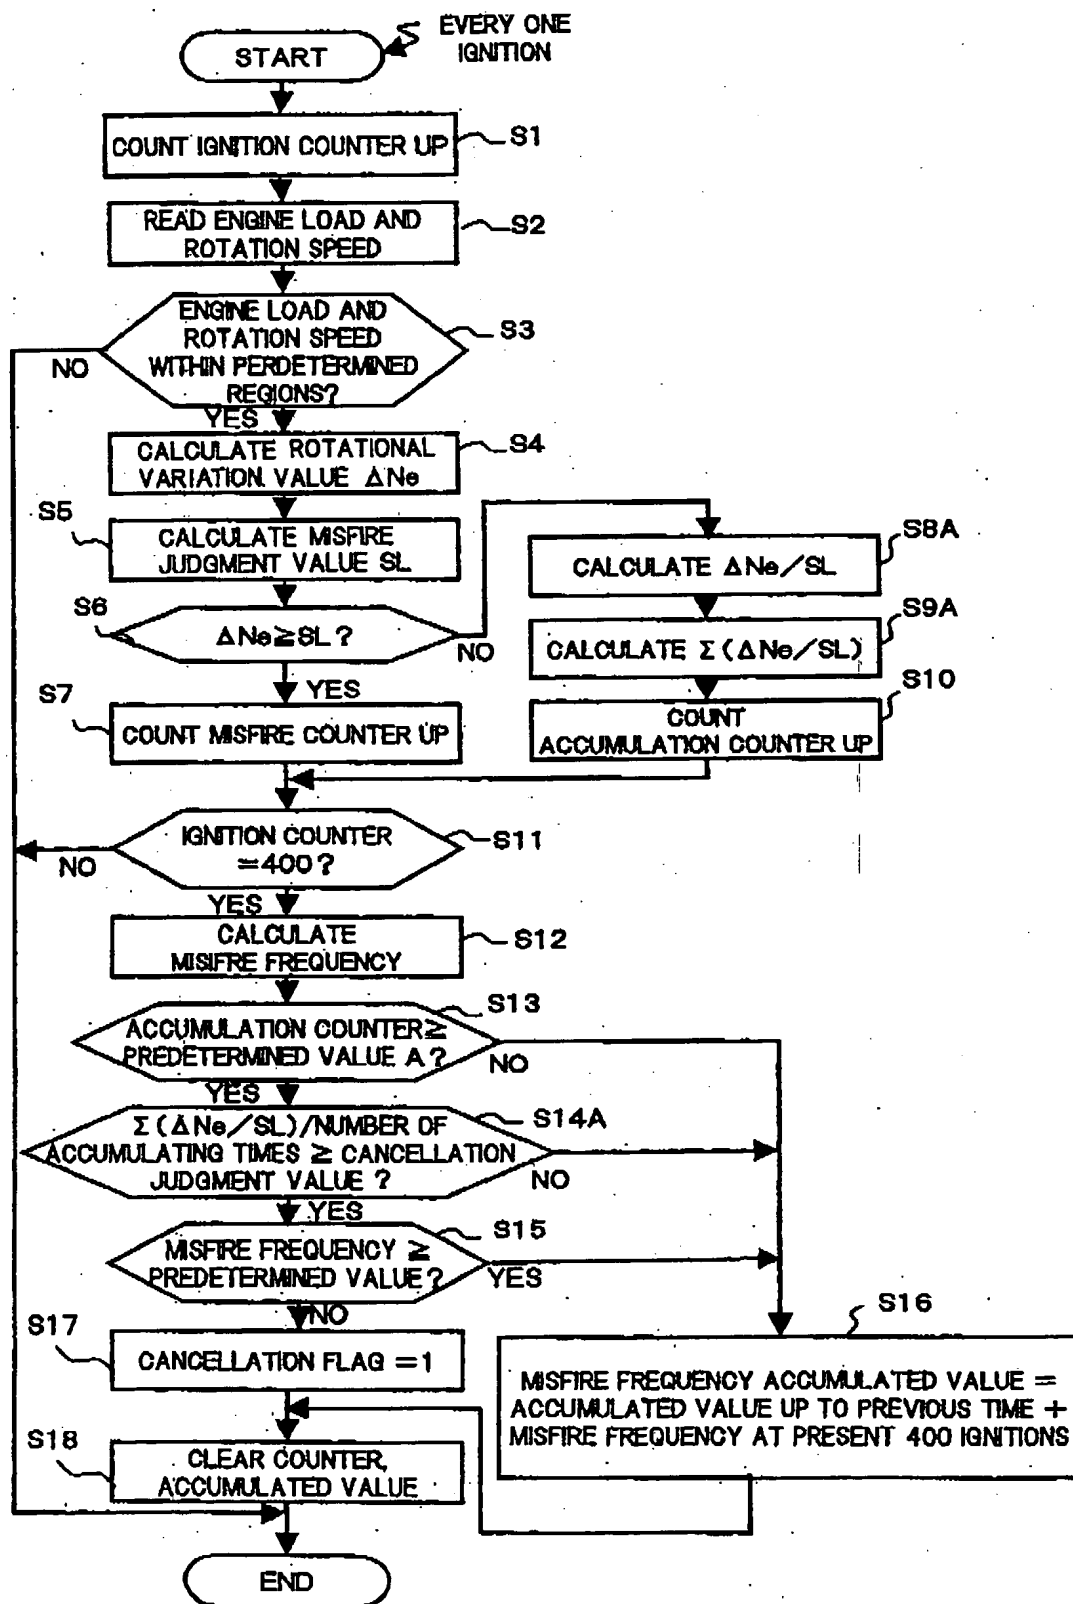 EVERY ONE
IGNITION
START
COUNT IGNITION COUNTER UP
S1
READ ENGINE LOAD AND
ROTATION SPEED
S2
ENGINE LOAD AND
ROTATION SPEED
WITHIN PERDETERMINED
REGIONS?
S3
NO
YES
CALCULATE ROTATIONAL
VARIATION VALUE ΔNe
S4
S5
CALCULATE MISFIRE
JUDGMENT VALUE SL
S6
ΔNe≧SL?
NO
YES
S7
COUNT MISFIRE COUNTER UP
CALCULATE ΔNe/SL
S8A
CALCULATE Σ(ΔNe/SL)
S9A
COUNT
ACCUMULATION COUNTER UP
S10
IGNITION COUNTER
=400?
S11
NO
YES
CALCULATE
MISIFRE FREQUENCY
S12
S13
ACCUMULATION COUNTER≧
PREDETERMINED VALUE A?
NO
YES
Σ(ΔNe/SL)/NUMBER OF
ACCUMULATING TIMES ≧ CANCELLATION
JUDGMENT VALUE?
S14A
NO
YES
S15
MISFIRE FREQUENCY ≧
PREDETERMINED VALUE?
YES
NO
S16
MISFIRE FREQUENCY ACCUMULATED VALUE =
ACCUMULATED VALUE UP TO PREVIOUS TIME +
MISFIRE FREQUENCY AT PRESENT 400 IGNITIONS
S17
CANCELLATION FLAG=1
S18
CLEAR COUNTER,
ACCUMULATED VALUE
END